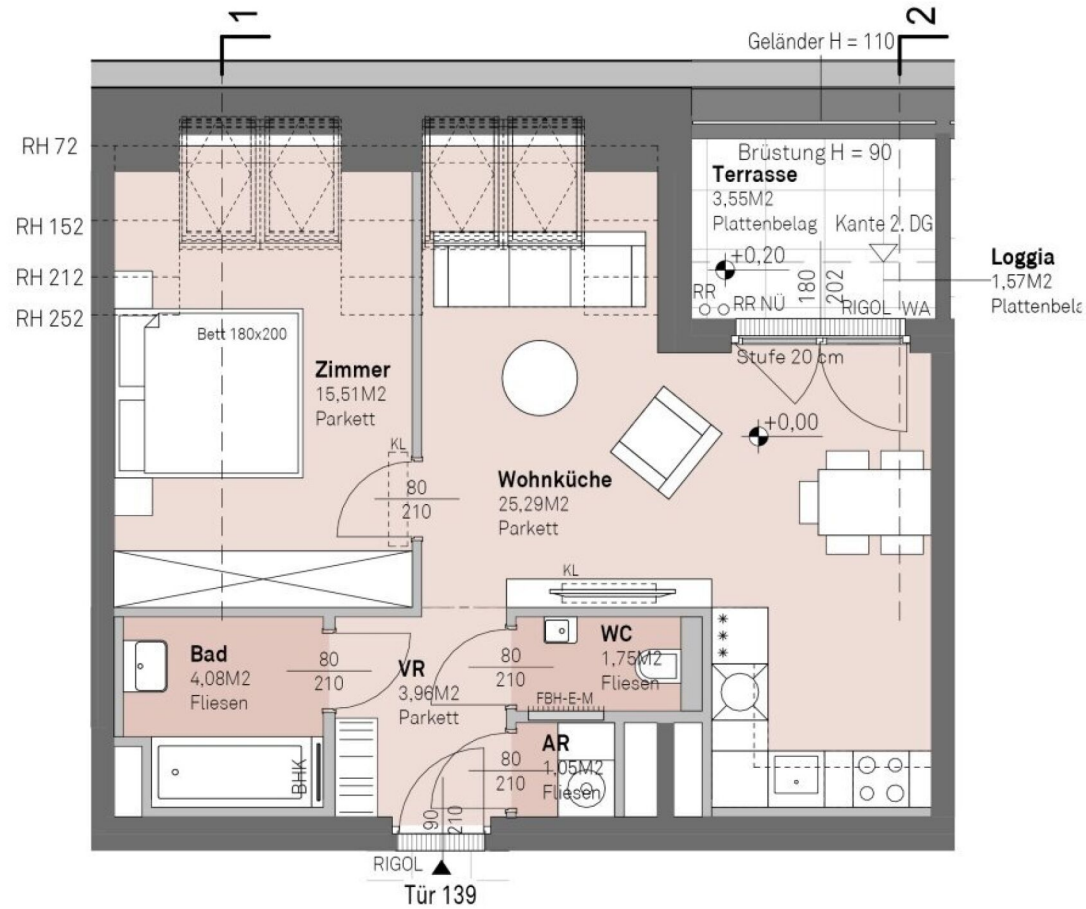 1
2
Geländer H = 110
RH 72
Brüstung H = 90
Terrasse
3,55M2
Plattenbelag
Kante 2. DG
RH 152
+0,20
Loggia
1,57M2
RH 212
RR
180
202
RR NÜ
RIGOL
WA
RH 252
Bett 180x200
Stufe 20 cm
Zimmer
15,51M2
Parkett
+0,00
KL
80
210
Wohnküche
25,29M2
Parkett
KL
Bad
4,08M2
Fliesen
80
210
VR
3,96M2
Parkett
80
210
WC
1,75M2
Fliesen
FBH-E-M
BHK
80
210
AR
1,05M2
Fliesen
90
210
RIGOL
Tür 139